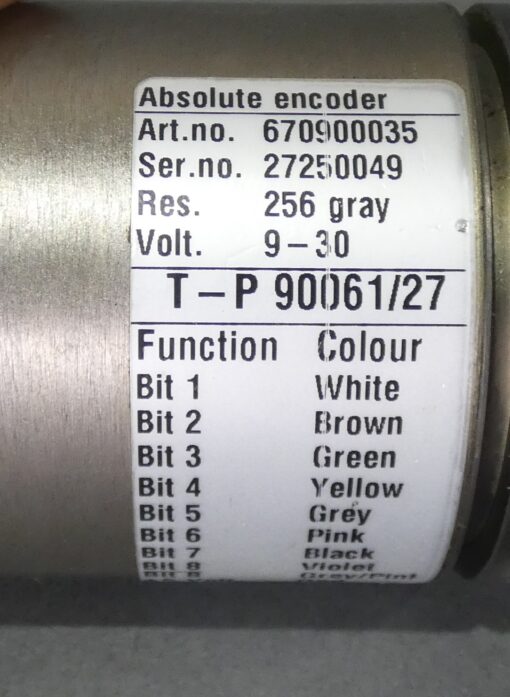 Absolute encoder
Art.no. 670900035
Ser.no. 27250049
Res. 256 gray
Volt. 9-30
T-P 90061/27
Function Colour
Bit 1 White
Bit 2 Brown
Bit 3 Green
Bit 4 Yellow
Bit 5 Grey
Bit 6 Pink
Bit 7 Black
Bit 8 Violet